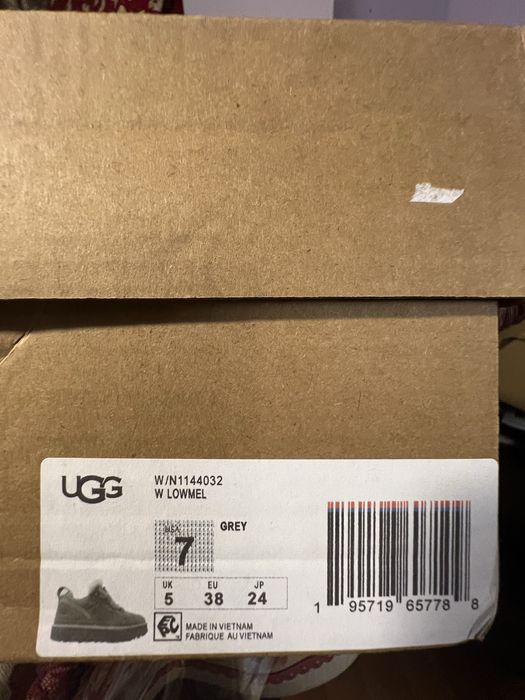 UGG
W/N1144032
W LOWMEL
USA
7
GREY
UK EU JP
5 38 24
MADE IN VIETNAM
FABRIQUE AU VIETNAM
1 95719 65778 8